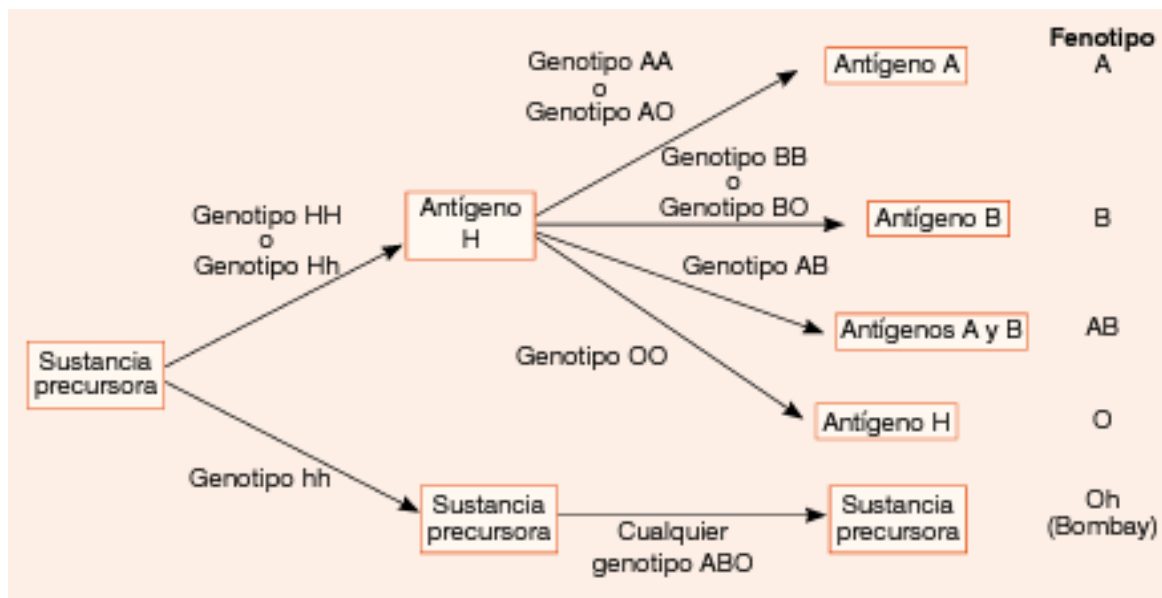 Fenotipo
A
Genotipo AA
o
Genotipo AO
Antígeno A
Genotipo BB
o
Genotipo BO
Antígeno B
B
Genotipo HH
o
Genotipo Hh
Antígeno
H
Genotipo AB
Antígenos A y B
AB
Genotipo OO
Antígeno H
O
Sustancia
precursora
Genotipo hh
Sustancia
precursora
Cualquier
genotipo ABO
Sustancia
precursora
Oh
(Bombay)